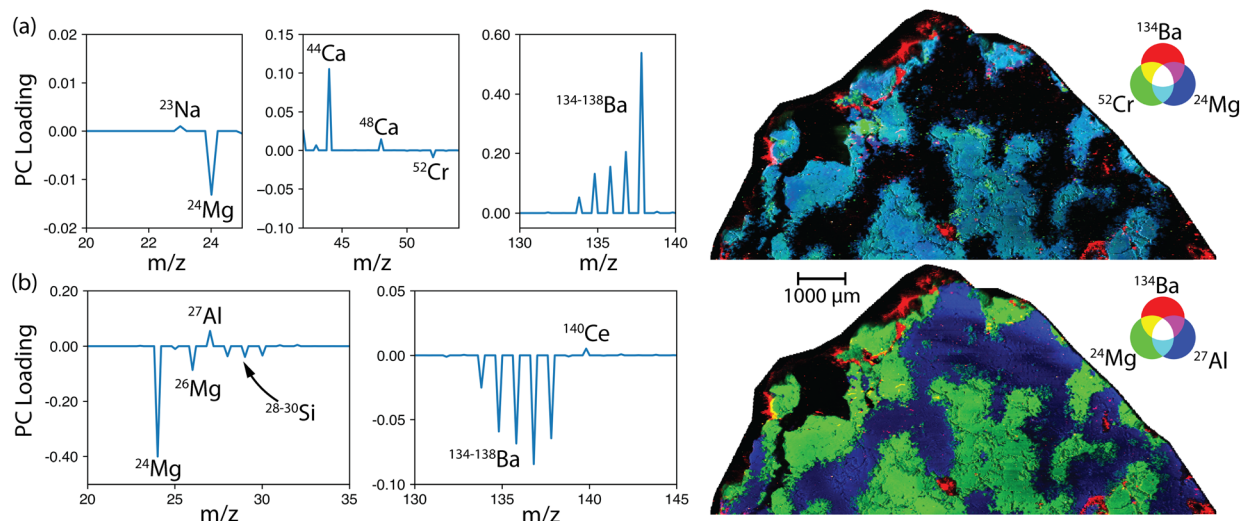 (a)
PC Loading
0.02
0.01
0.00
−0.01
−0.02
²³Na
²⁴Mg
20
22
24
m/z
0.15
0.10
0.05
0.00
−0.05
−0.10
⁴⁴Ca
⁴⁸Ca
⁵²Cr
45
50
m/z
0.60
0.40
0.20
0.00
¹³⁴⁻¹³⁸Ba
130
135
140
m/z
¹³⁴Ba
⁵²Cr
²⁴Mg
1000 µm
(b)
PC Loading
0.20
0.00
−0.20
−0.40
²⁷Al
²⁶Mg
²⁸⁻³⁰Si
²⁴Mg
20
25
30
35
m/z
0.05
0.00
−0.05
−0.10
¹⁴⁰Ce
¹³⁴⁻¹³⁸Ba
130
135
140
145
m/z
¹³⁴Ba
²⁴Mg
²⁷Al